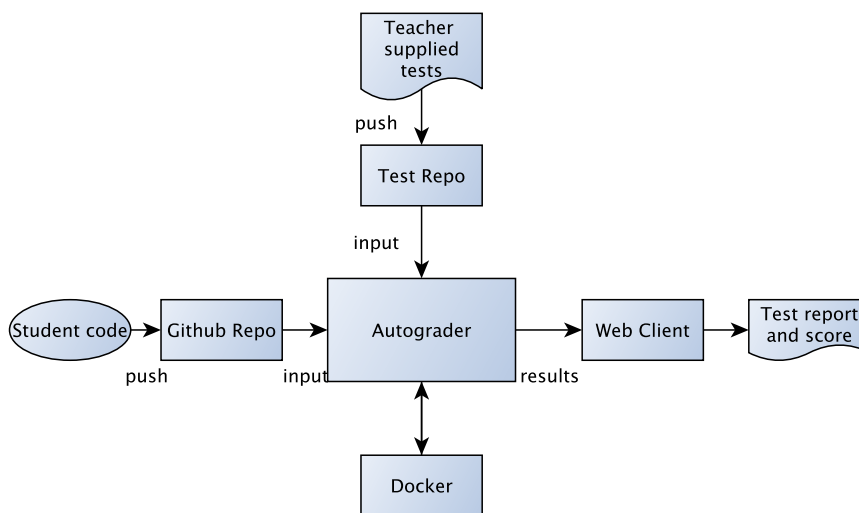 Teacher
supplied
tests
push
Test Repo
input
Student code
Github Repo
Autograder
Web Client
Test report
and score
push
input
results
Docker